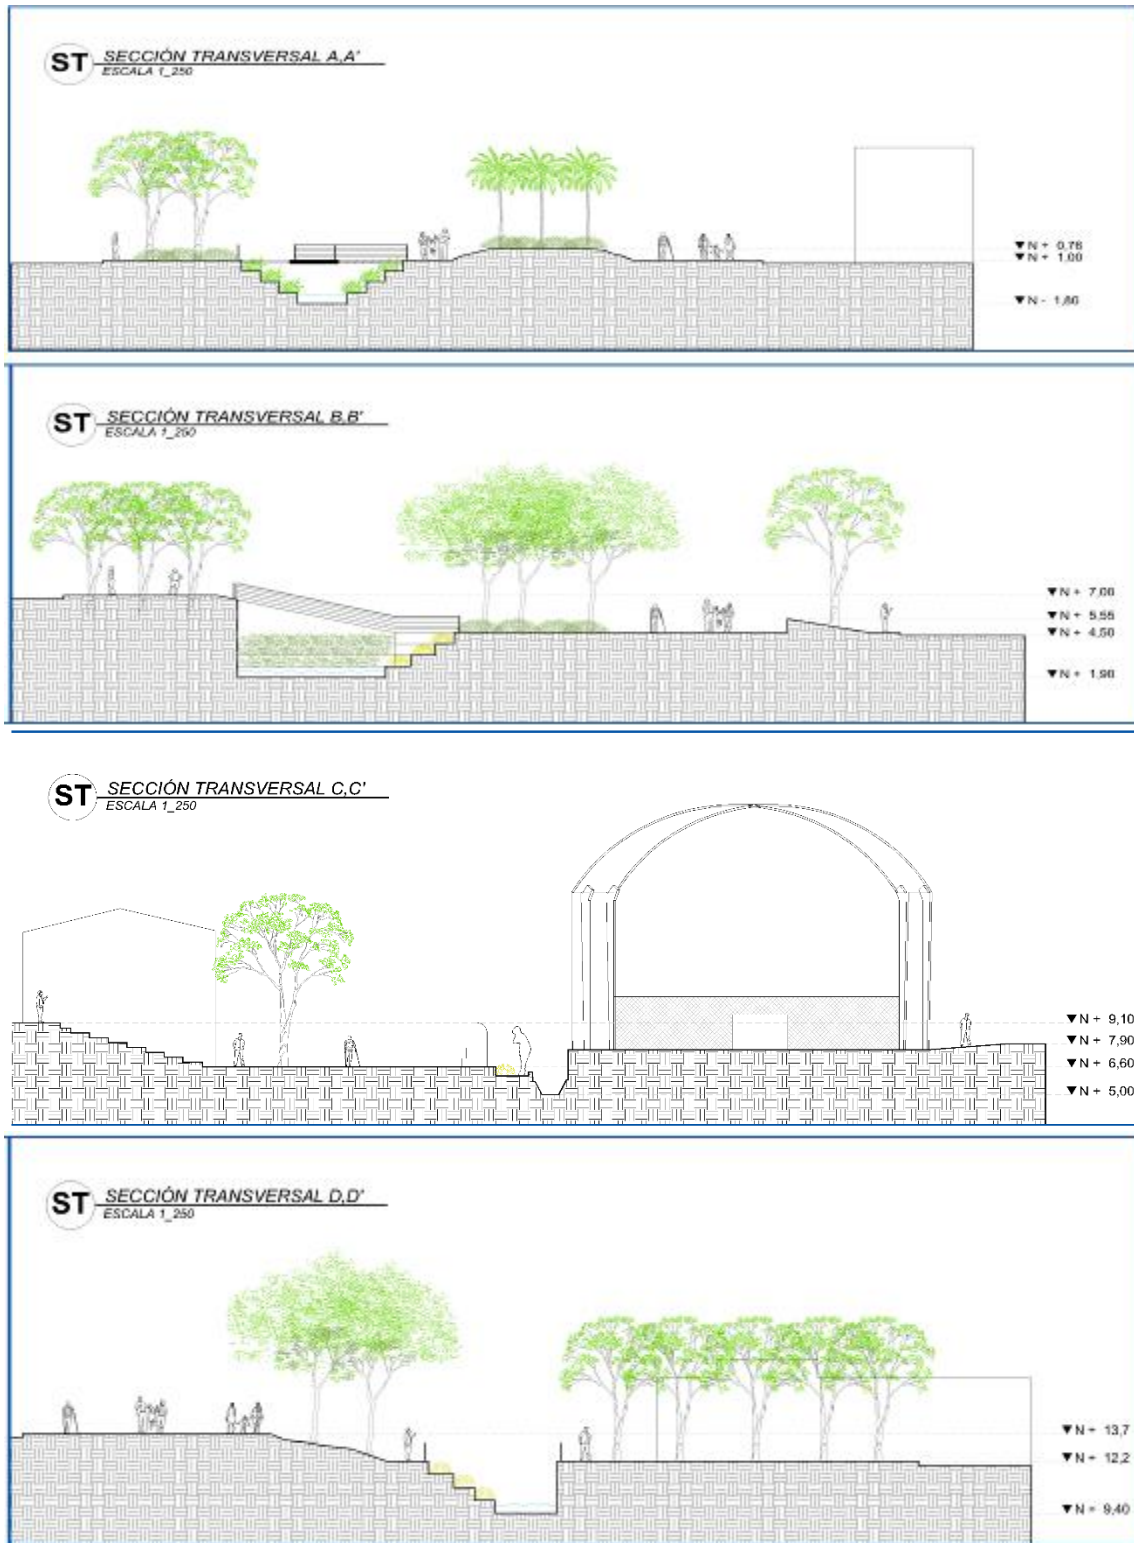 ST SECCIÓN TRANSVERSAL A,A'
ESCALA 1_250
▼N + 0,76
▼N + 1,00
▼N - 1,80
ST SECCIÓN TRANSVERSAL B,B'
ESCALA 1_250
▼N + 7,00
▼N + 5,55
▼N + 4,50
▼N + 1,90
ST SECCIÓN TRANSVERSAL C,C'
ESCALA 1_250
▼N + 9,10
▼N + 7,90
▼N + 6,60
▼N + 5,00
ST SECCIÓN TRANSVERSAL D,D'
ESCALA 1_250
▼N + 13,7
▼N + 12,2
▼N = 9,40